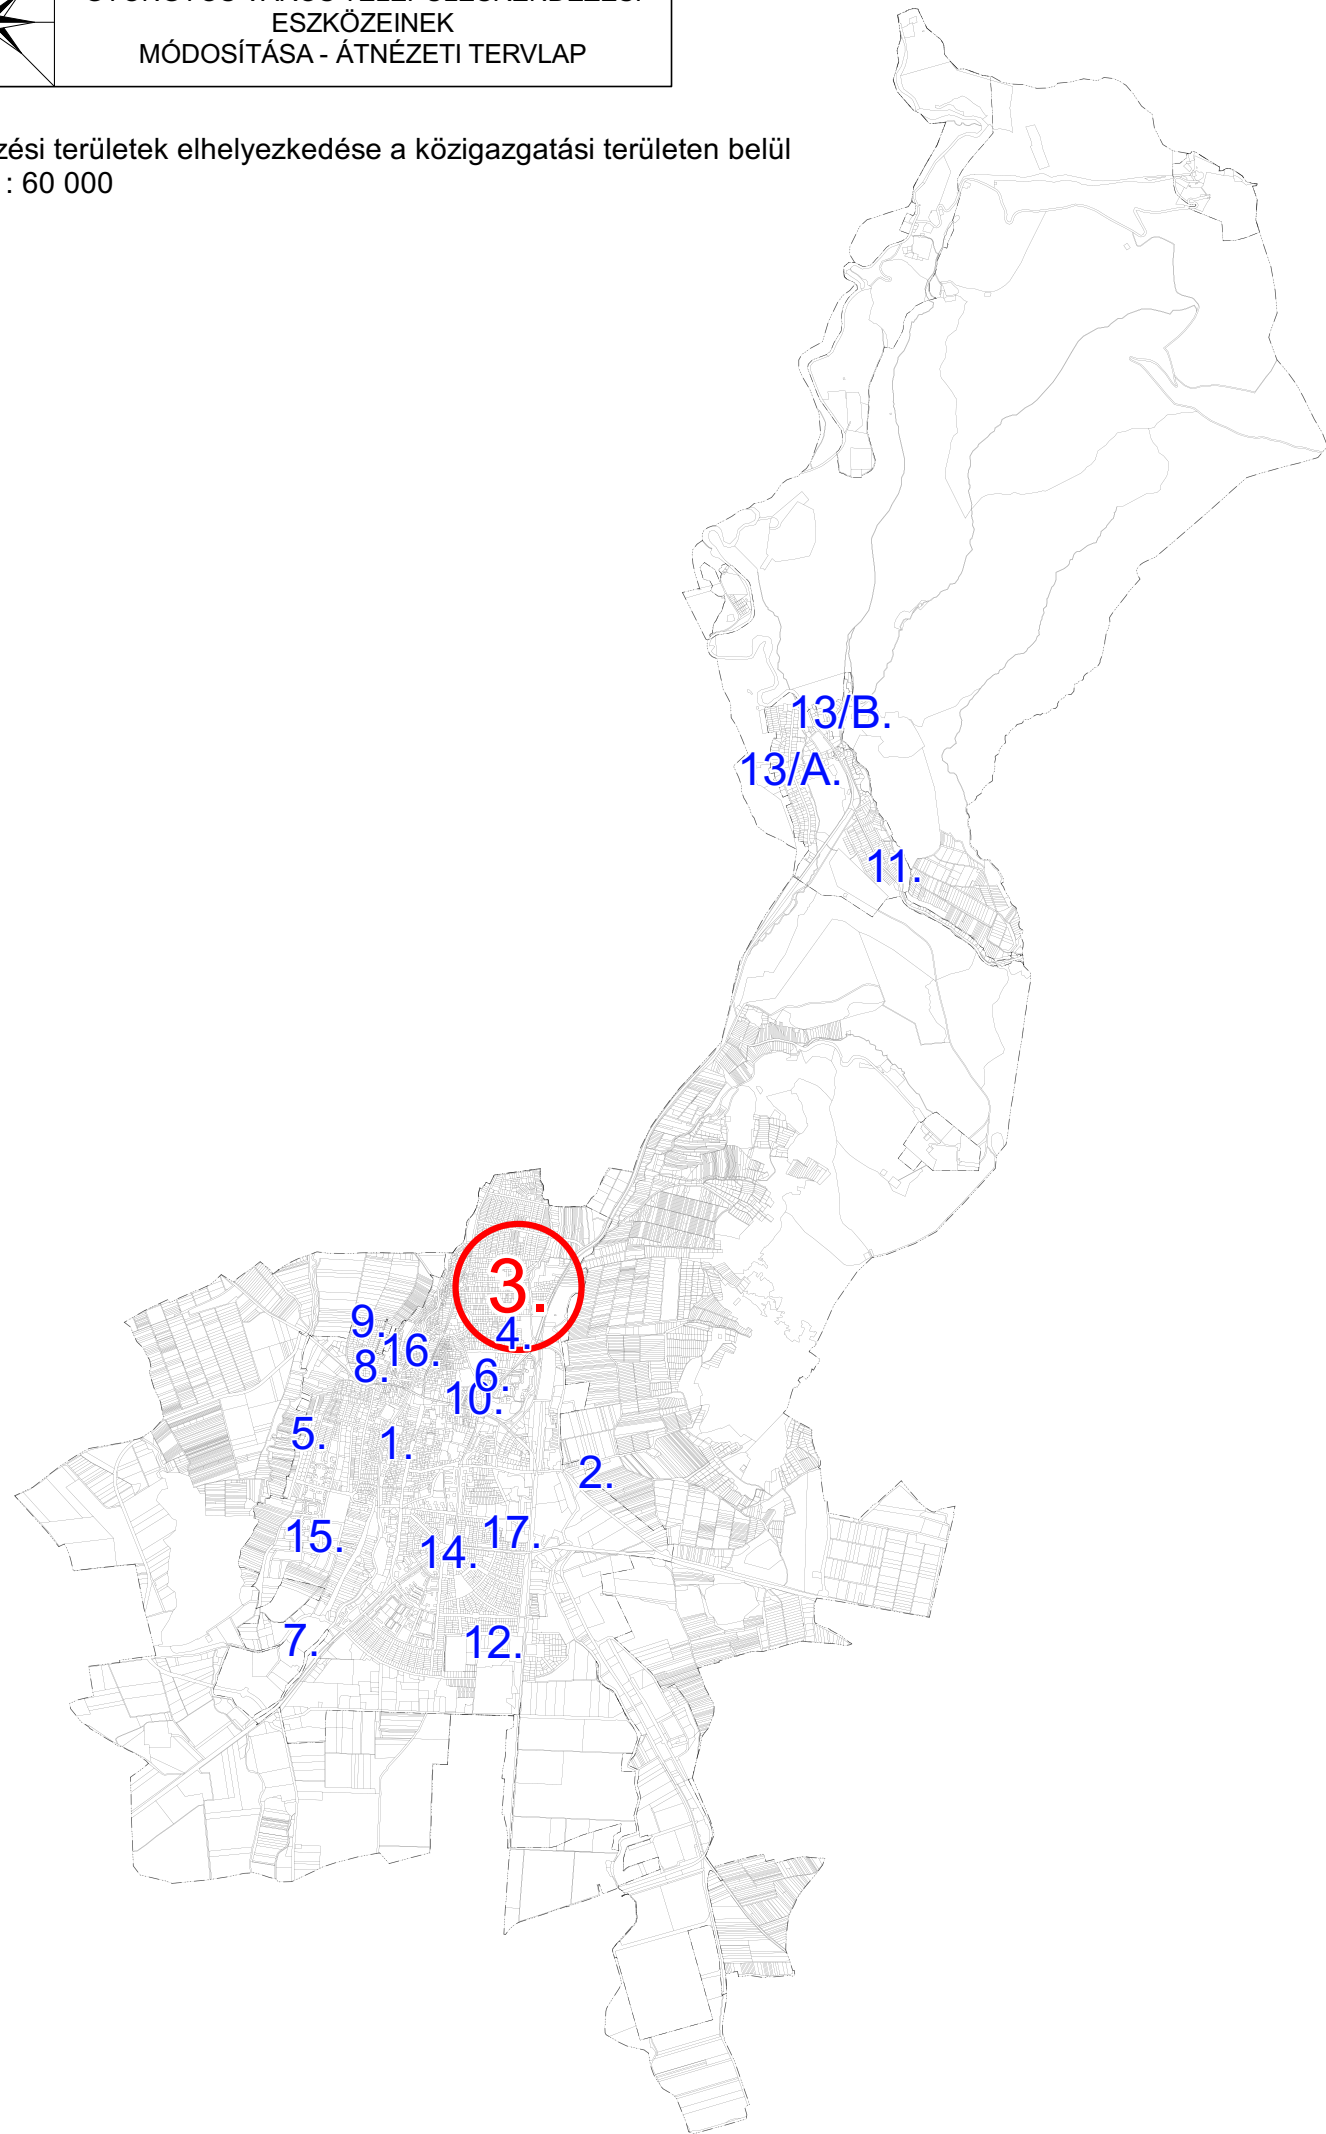 ESZKÖZEINEK
MÓDOSÍTÁSA - ÁTNÉZETI TERVLAP
területek elhelyezkedése a közigazgatási területen belül
: 60 000
13/B.
13/A.
11.
3.
4.
9.
16.
8.
6.
10.
5.
1.
2.
15.
17.
14.
7.
12.